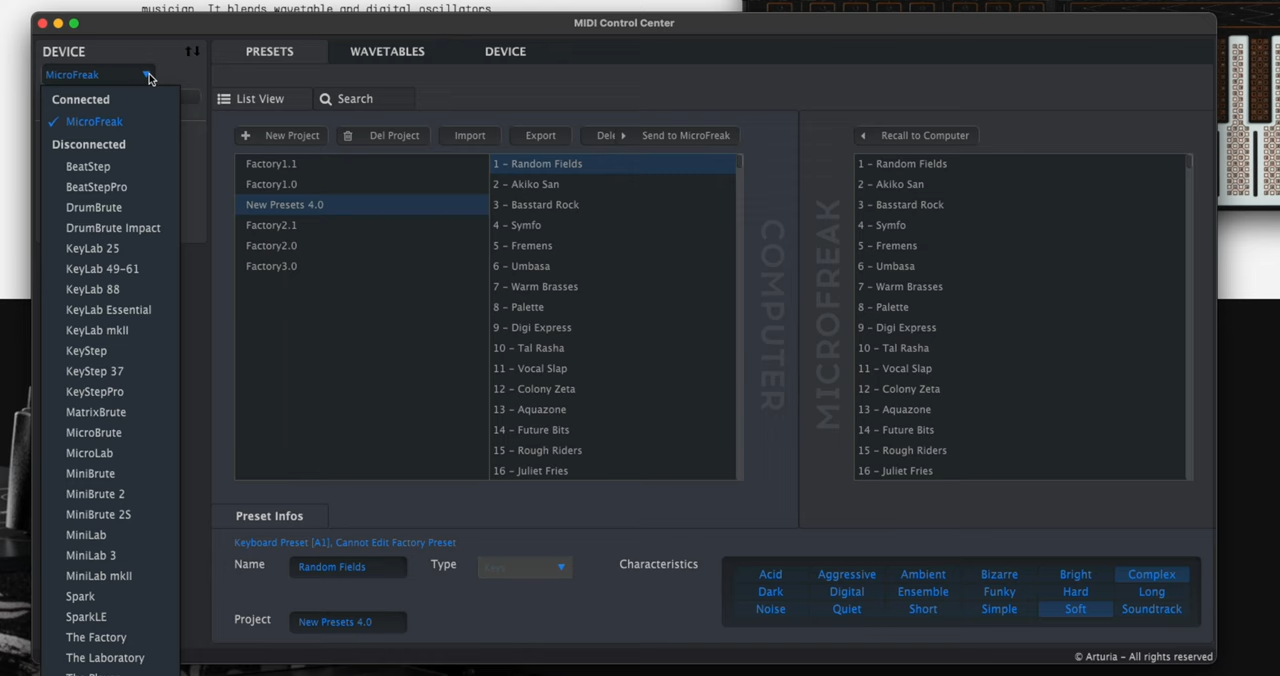 musician. It blends wavetable and digital oscillators
MIDI Control Center
DEVICE
MicroFreak
Connected
MicroFreak
Disconnected
BeatStep
BeatStepPro
DrumBrute
DrumBrute Impact
KeyLab 25
KeyLab 49-61
KeyLab 88
KeyLab Essential
KeyLab mkII
KeyStep
KeyStep 37
KeyStepPro
MatrixBrute
MicroBrute
MicroLab
MiniBrute
MiniBrute 2
MiniBrute 2S
MiniLab
MiniLab 3
MiniLab mkII
Spark
SparkLE
The Factory
The Laboratory
PRESETS WAVETABLES DEVICE
List View Search
New Project Del Project Import Export Dele Send to MicroFreak
Factory1.1
Factory1.0
New Presets 4.0
Factory2.1
Factory2.0
Factory3.0
1 - Random Fields
2 - Akiko San
3 - Basstard Rock
4 - Symfo
5 - Fremens
6 - Umbasa
7 - Warm Brasses
8 - Palette
9 - Digi Express
10 - Tal Rasha
11 - Vocal Slap
12 - Colony Zeta
13 - Aquazone
14 - Future Bits
15 - Rough Riders
16 - Juliet Fries
COMPUTER
MICROFREAK
Recall to Computer
1 - Random Fields
2 - Akiko San
3 - Basstard Rock
4 - Symfo
5 - Fremens
6 - Umbasa
7 - Warm Brasses
8 - Palette
9 - Digi Express
10 - Tal Rasha
11 - Vocal Slap
12 - Colony Zeta
13 - Aquazone
14 - Future Bits
15 - Rough Riders
16 - Juliet Fries
Preset Infos
Keyboard Preset [A1], Cannot Edit Factory Preset
Name Random Fields Type Keys Characteristics
Project New Presets 4.0
Acid Aggressive Ambient Bizarre Bright Complex
Dark Digital Ensemble Funky Hard Long
Noise Quiet Short Simple Soft Soundtrack
© Arturia - All rights reserved